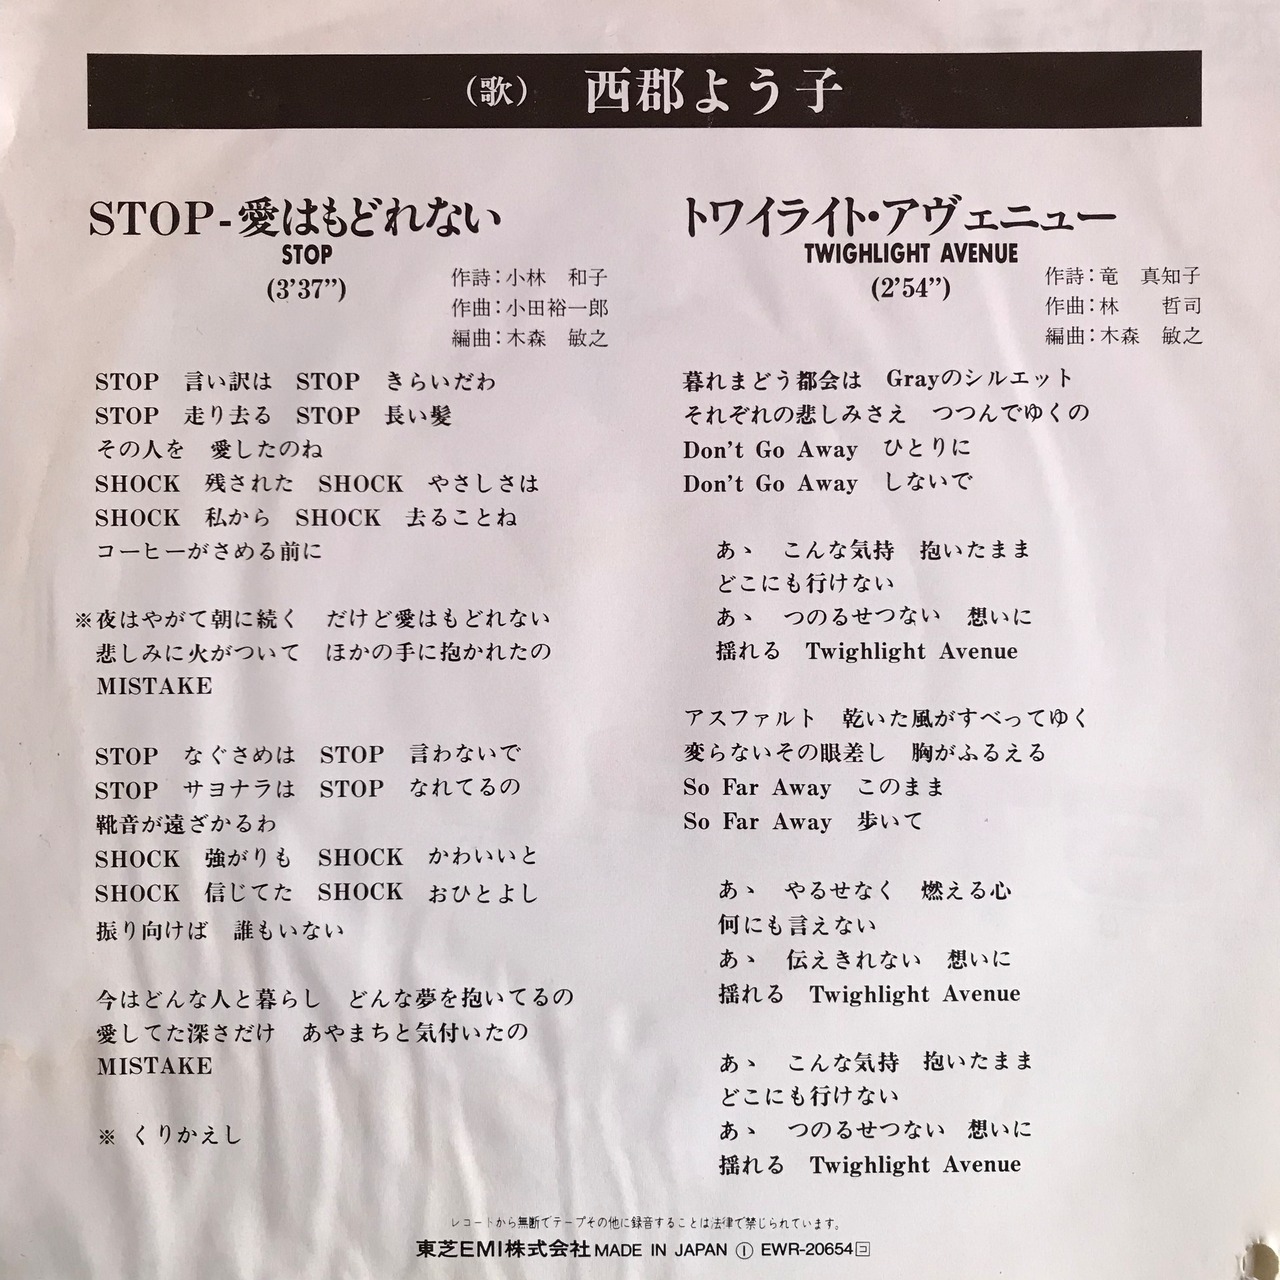 (歌) 西郡よう子
STOP-愛はもどれない
STOP
(3'37")
作詩：小林 和子
作曲：小田裕一郎
編曲：木森 敏之
STOP 言い訳は STOP きらいだわ
STOP 走り去る STOP 長い髪
その人を 愛したのね
SHOCK 残された SHOCK やさしさは
SHOCK 私から SHOCK 去ることね
コーヒーがさめる前に
※夜はやがて朝に続く だけど愛はもどれない
悲しみに火がついて ほかの手に抱かれたの
MISTAKE
STOP なぐさめは STOP 言わないで
STOP サヨナラは STOP なれてるの
靴音が遠ざかるわ
SHOCK 強がりも SHOCK かわいいと
SHOCK 信じてた SHOCK おひとよし
振り向けば 誰もいない
今はどんな人と暮らし どんな夢を抱いてるの
愛してた深さだけ あやまちと気付いたの
MISTAKE
※ くりかえし
トワイライト・アヴェニュー
TWIGHLIGHT AVENUE
(2'54")
作詩：竜 真知子
作曲：林 哲司
編曲：木森 敏之
暮れまどう都会は Grayのシルエット
それぞれの悲しみさえ つつんでゆくの
Don't Go Away ひとりに
Don't Go Away しないで
あゝ こんな気持 抱いたまま
どこにも行けない
あゝ つのるせつない 想いに
揺れる Twighlight Avenue
アスファルト 乾いた風がすべってゆく
変らないその眼差し 胸がふるえる
So Far Away このまま
So Far Away 歩いて
あゝ やるせなく 燃える心
何にも言えない
あゝ 伝えきれない 想いに
揺れる Twighlight Avenue
あゝ こんな気持 抱いたまま
どこにも行けない
あゝ つのるせつない 想いに
揺れる Twighlight Avenue
レコードから無断でテープその他に録音することは法律で禁じられています。
東芝EMI株式会社 MADE IN JAPAN Ⓘ EWR-20654コ